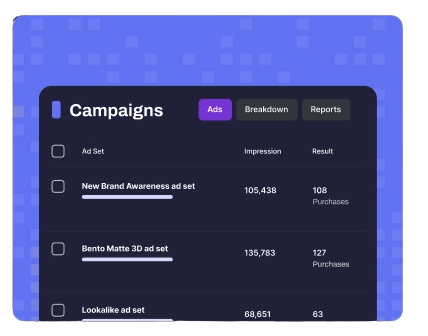 Campaigns Ads Breakdown Reports
Ad Set Impression Result
New Brand Awareness ad set 105,438 108
Purchases
Bento Matte 3D ad set 135,783 127
Purchases
Lookalike ad set 68,651 63